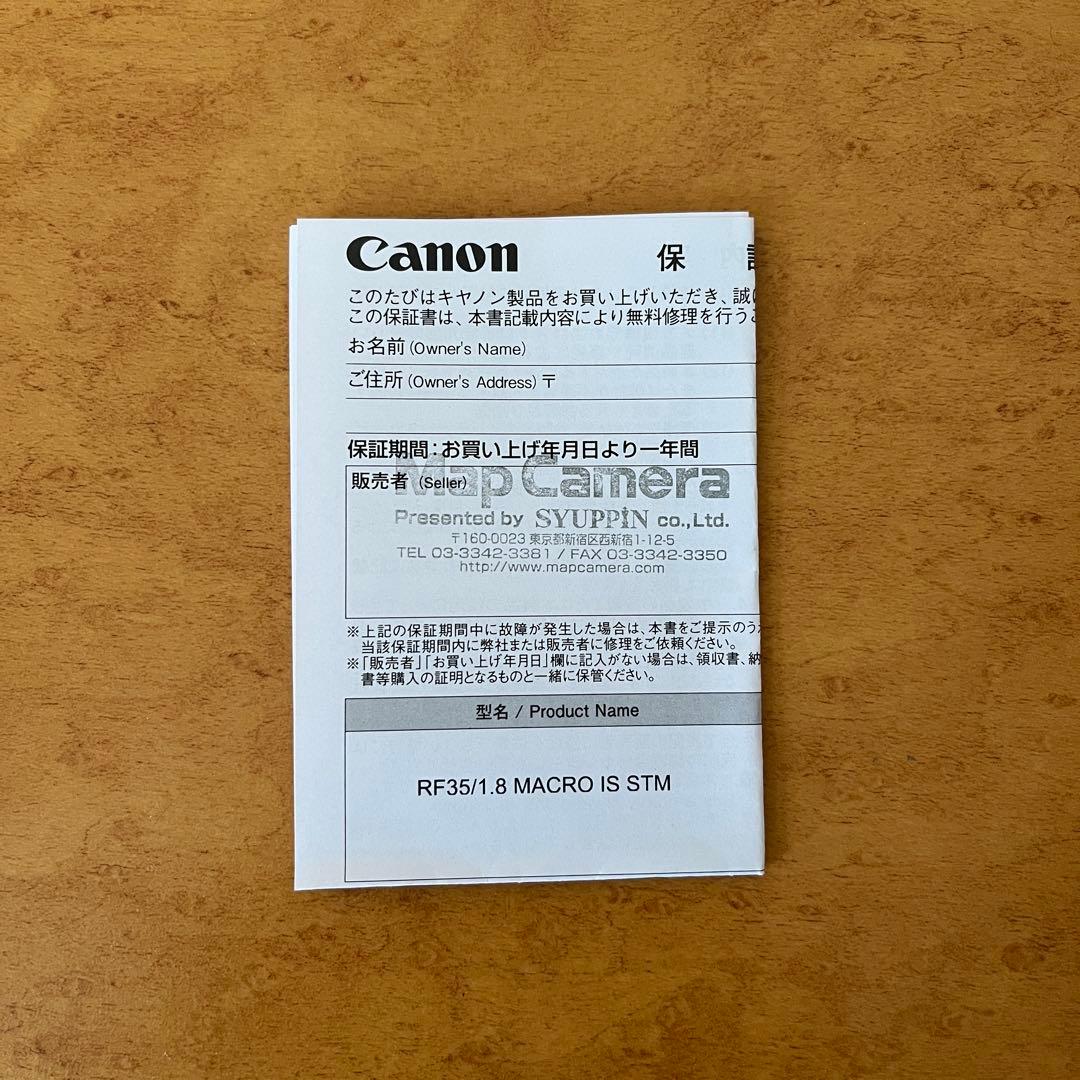 Canon
保
このたびはキヤノン製品をお買い上げいただき、誠に
この保証書は、本書記載内容により無料修理を行うこ
お名前 (Owner's Name)
ご住所 (Owner's Address) 〒
保証期間：お買い上げ年月日より一年間
販売者 (Seller)
Map Camera
Presented by SYUPPIN co.,Ltd.
〒160-0023 東京都新宿区西新宿1-12-5
TEL 03-3342-3381 / FAX 03-3342-3350
http://www.mapcamera.com
※上記の保証期間中に故障が発生した場合は、本書をご提示のうえ
当該保証期間内に弊社または販売者に修理をご依頼ください。
※「販売者」「お買い上げ年月日」欄に記入がない場合は、領収書、納
書等購入の証明となるものと一緒に保管ください。
型名 / Product Name
RF35/1.8 MACRO IS STM